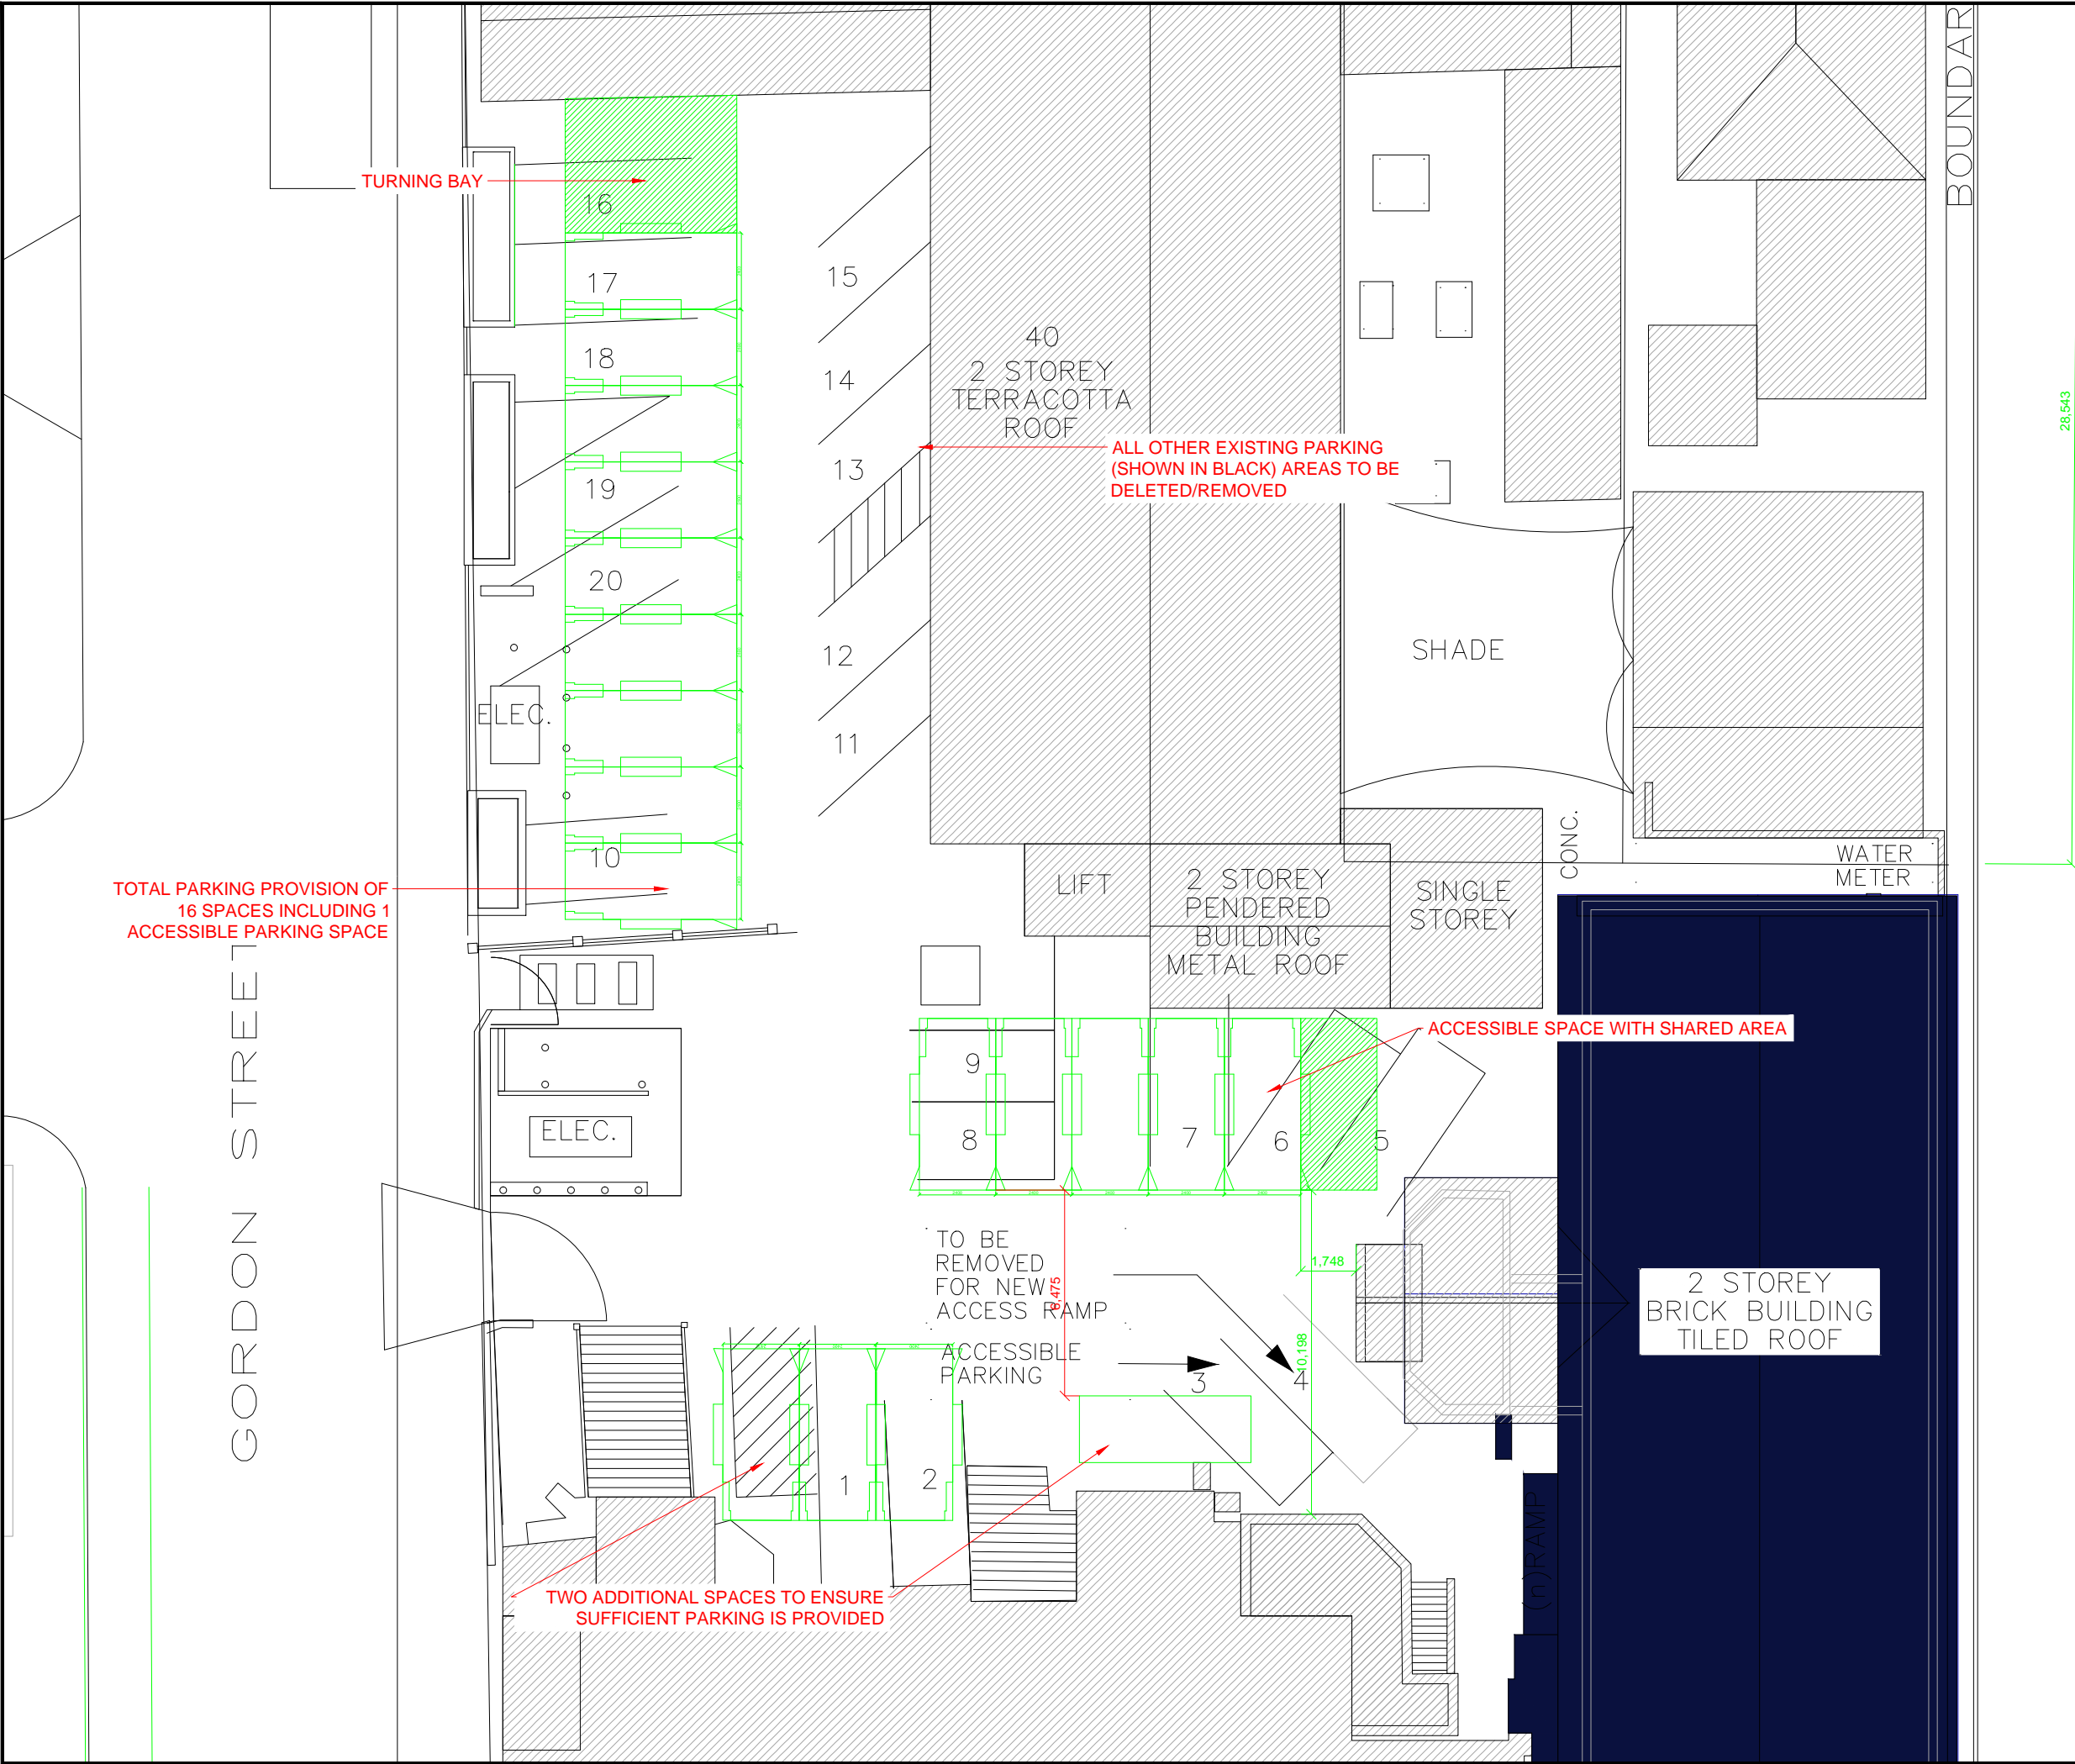 BOUNDAR
TURNING BAY
16
17
18
19
20
10
15
14
13
12
11
40
2 STOREY
TERRACOTTA
ROOF
ALL OTHER EXISTING PARKING
(SHOWN IN BLACK) AREAS TO BE
DELETED/REMOVED
28,543
SHADE
ELEC.
CONC.
WATER
METER
LIFT
2 STOREY
PENDERED
BUILDING
METAL ROOF
SINGLE
STOREY
TOTAL PARKING PROVISION OF
16 SPACES INCLUDING 1
ACCESSIBLE PARKING SPACE
GORDON STREET
ACCESSIBLE SPACE WITH SHARED AREA
9
8
7
6
5
ELEC.
TO BE
REMOVED
FOR NEW
ACCESS RAMP
ACCESSIBLE
PARKING
1,748
10,198
3
4
2 STOREY
BRICK BUILDING
TILED ROOF
1
2
(n)RAMP
TWO ADDITIONAL SPACES TO ENSURE
SUFFICIENT PARKING IS PROVIDED